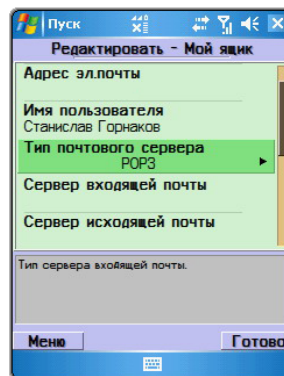 Пуск
Редактировать - Мой ящик
Адрес эл.почты
Имя пользователя
Станислав Горнаков
Тип почтового сервера
POP3
Сервер входящей почты
Сервер исходящей почты
Тип сервера входящей почты.
Меню
Готово